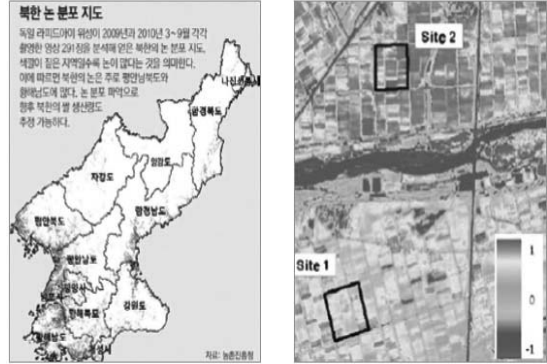 북한 논 분포 지도
독일 라피드아이 위성이 2009년과 2010년 3~9월 각각
촬영한 영상 291장을 분석해 얻은 북한의 논 분포 지도.
색깔이 짙은 지역일수록 논이 많다는 것을 의미한다.
이에 따르면 북한의 논은 주로 평안남북도와
황해남도에 많다. 논 분포 파악으로
향후 북한의 쌀 생산량도
추정 가능하다.
함경북도
자강도
함경남도
평안북도
평안남도
평양시
황해북도
강원도
황해남도
자료: 농촌진흥청
Site 2
Site 1
1
0
-1